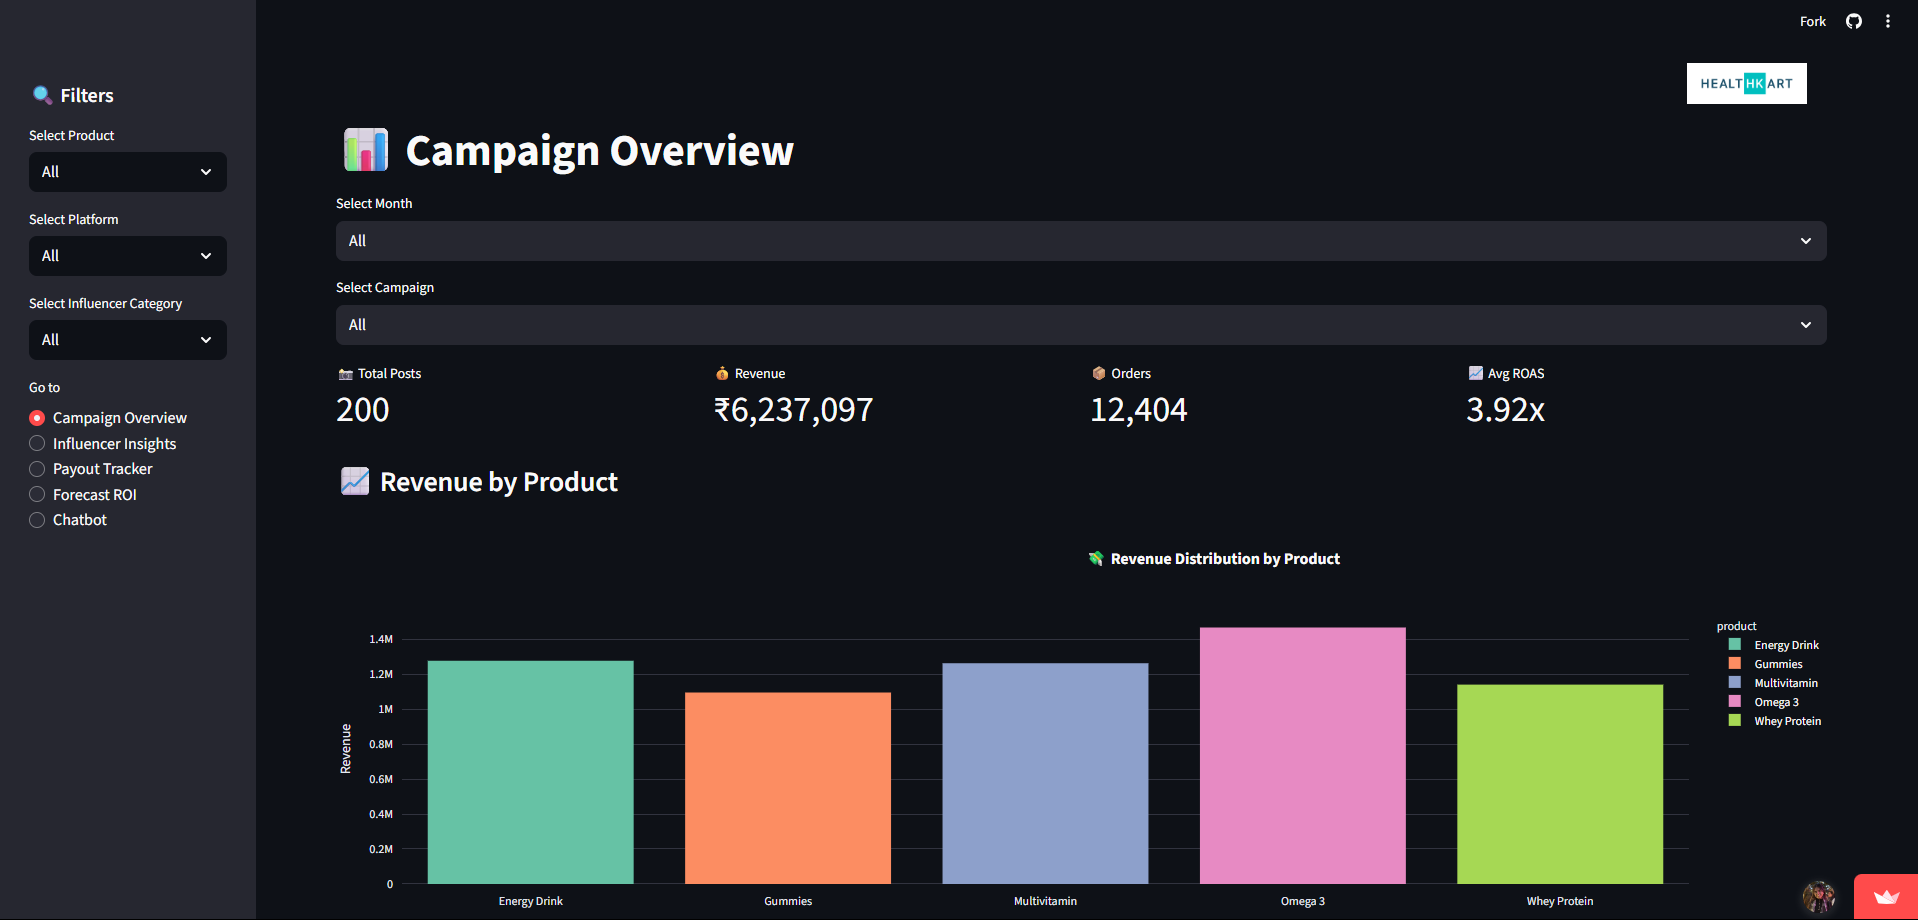 Fork
HEALTHKART
🔍 Filters
Select Product
All
Select Platform
All
Select Influencer Category
All
Go to
Campaign Overview
Influencer Insights
Payout Tracker
Forecast ROI
Chatbot
📊 Campaign Overview
Select Month
All
Select Campaign
All
📸 Total Posts
200
💰 Revenue
₹6,237,097
📦 Orders
12,404
📈 Avg ROAS
3.92x
📈 Revenue by Product
💸 Revenue Distribution by Product
Revenue
1.4M
1.2M
1M
0.8M
0.6M
0.4M
0.2M
0
Energy Drink
Gummies
Multivitamin
Omega 3
Whey Protein
product
Energy Drink
Gummies
Multivitamin
Omega 3
Whey Protein